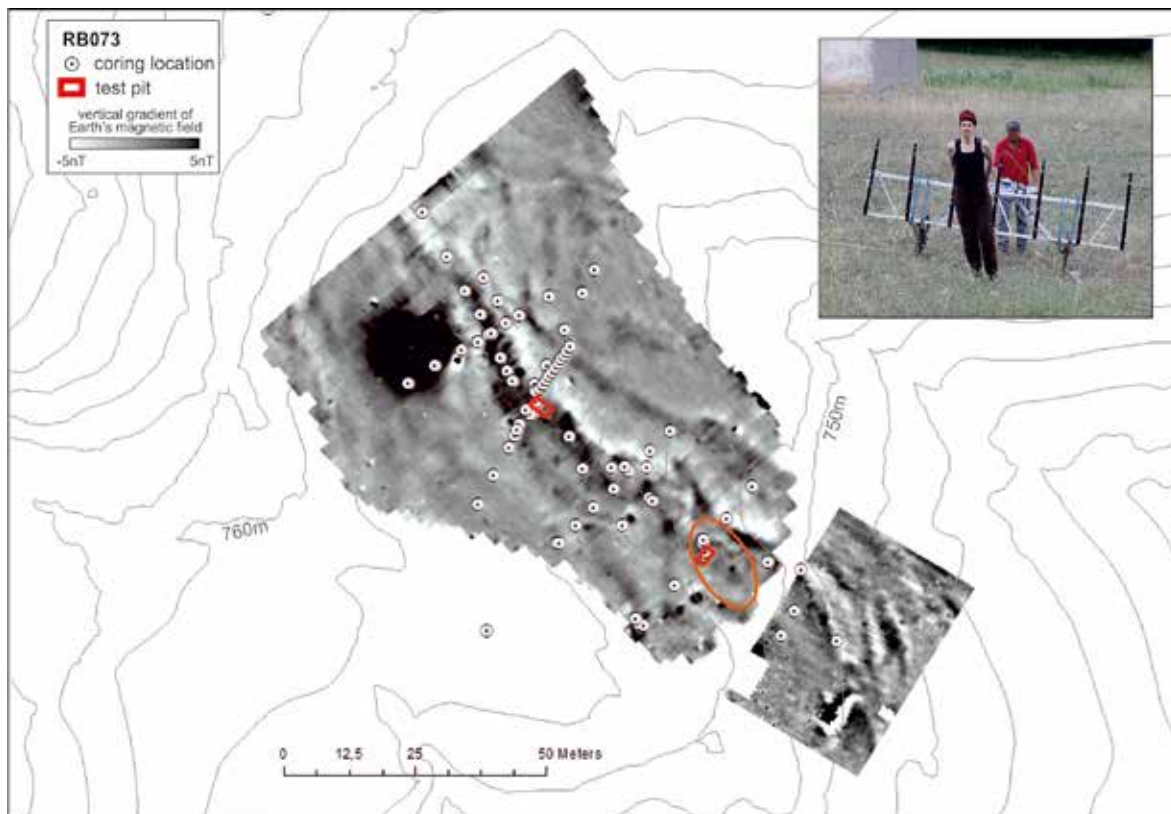 RB073
coring location
test pit
vertical gradient of
Earth's magnetic field
-5nT 5nT
750m
760m
0 12,5 25 50 Meters